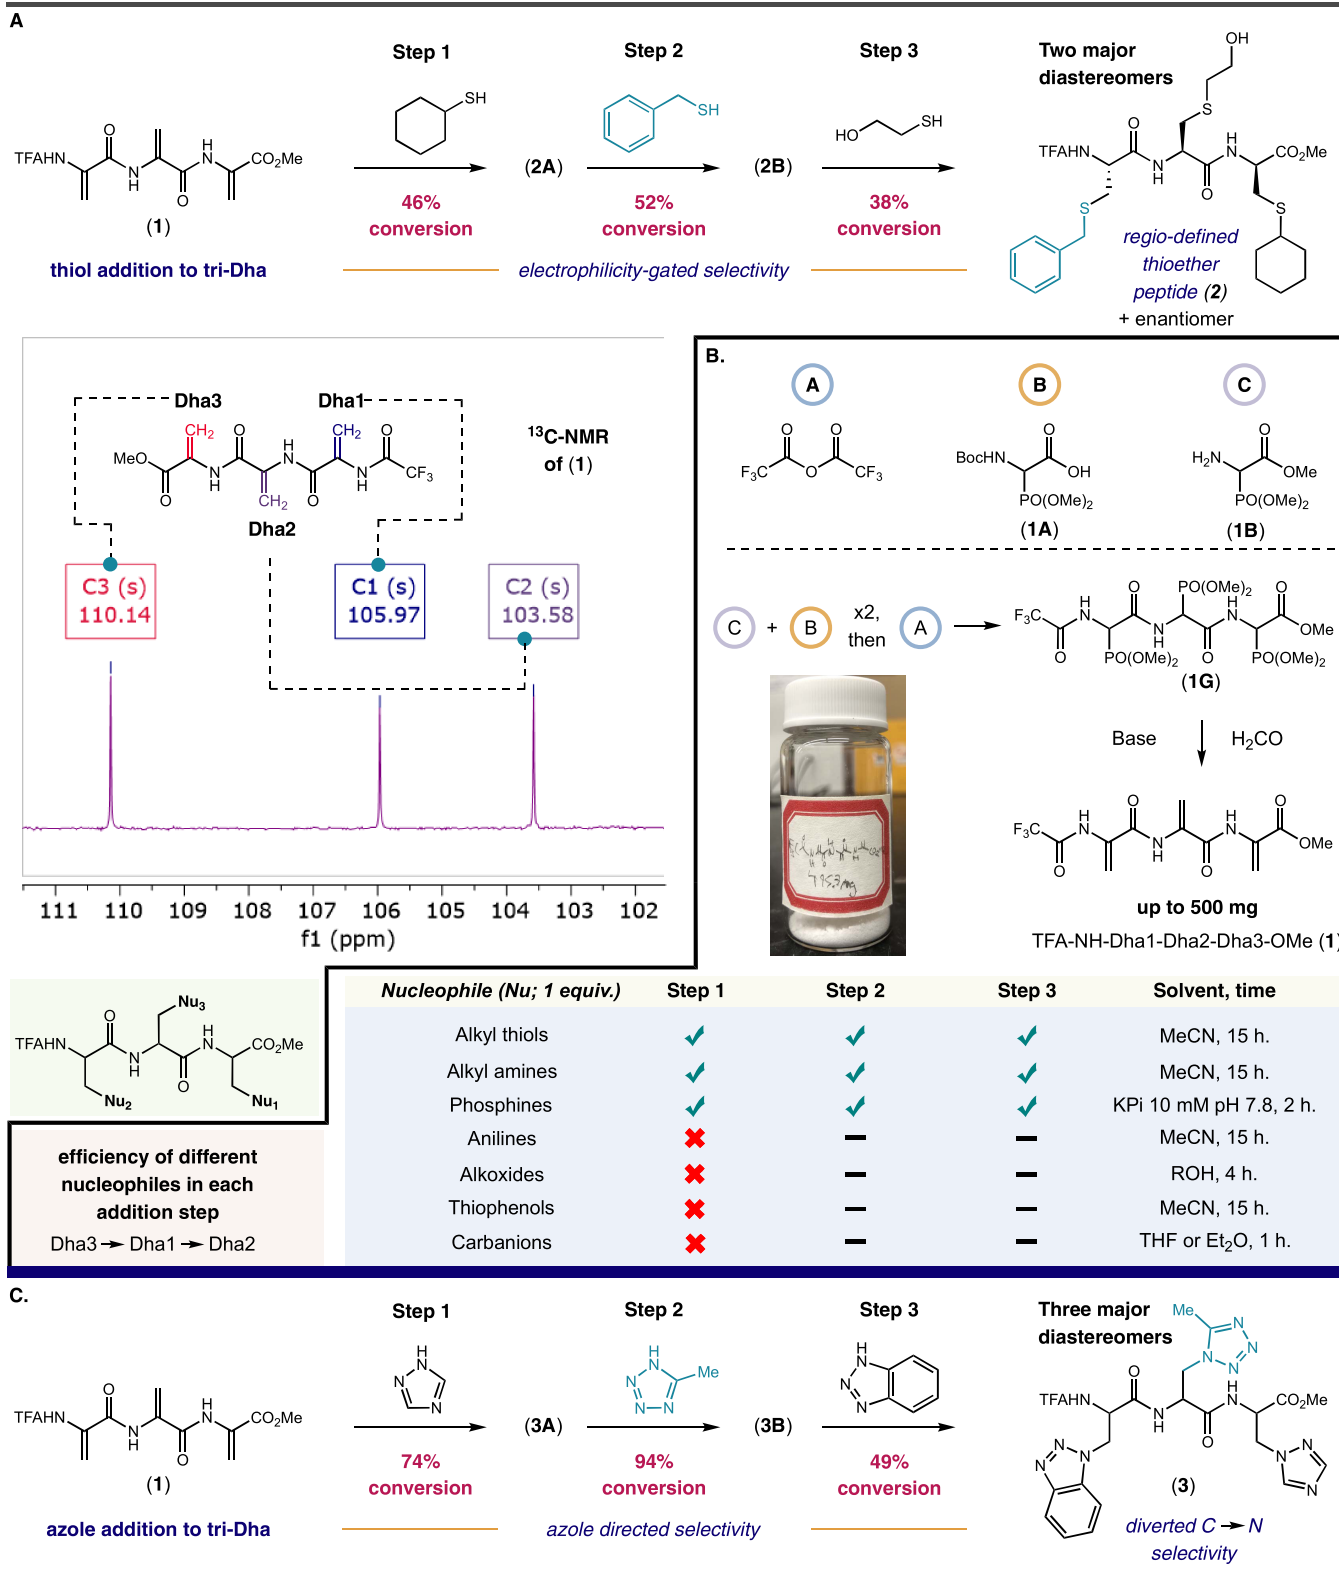 A
Step 1
Step 2
Step 3
Two major
diastereomers
OH
S
SH
SH
HO
SH
TFAHN
O
N
H
O
H
N
CO2Me
(1)
(2A)
(2B)
46%
conversion
52%
conversion
38%
conversion
TFAHN
O
N
H
O
H
N
CO2Me
S
S
thiol addition to tri-Dha
electrophilicity-gated selectivity
regio-defined
thioether
peptide (2)
+ enantiomer
Dha3
Dha1
CH2
O
H
N
CH2
O
MeO
O
N
H
CH2
O
N
H
CF3
Dha2
13C-NMR
of (1)
C3 (s)
110.14
C1 (s)
105.97
C2 (s)
103.58
111 110 109 108 107 106 105 104 103 102
f1 (ppm)
B.
A
B
C
O O
F3C O CF3
BocHN
O
OH
PO(OMe)2
(1A)
H2N
O
OMe
PO(OMe)2
(1B)
C + B x2,
then A
F3C
O
H
N
PO(OMe)2
O
N
H
PO(OMe)2
O
H
N
PO(OMe)2
O
OMe
(1G)
Base
H2CO
F3C
O
H
N
O
N
H
O
H
N
O
OMe
up to 500 mg
TFA-NH-Dha1-Dha2-Dha3-OMe (1)
TFAHN
O
N
H
Nu3
O
H
N
CO2Me
Nu2
Nu1
efficiency of different
nucleophiles in each
addition step
Dha3 → Dha1 → Dha2
Nucleophile (Nu; 1 equiv.) Step 1 Step 2 Step 3 Solvent, time
Alkyl thiols ✓ ✓ ✓ MeCN, 15 h.
Alkyl amines ✓ ✓ ✓ MeCN, 15 h.
Phosphines ✓ ✓ ✓ KPi 10 mM pH 7.8, 2 h.
Anilines ✖ – – MeCN, 15 h.
Alkoxides ✖ – – ROH, 4 h.
Thiophenols ✖ – – MeCN, 15 h.
Carbanions ✖ – – THF or Et2O, 1 h.
C.
Step 1
Step 2
Step 3
Three major
diastereomers
TFAHN
O
N
H
O
H
N
CO2Me
(1)
H
N
N
N
H
N
N
N
N
Me
H
N
N
N
(3A)
(3B)
74%
conversion
94%
conversion
49%
conversion
Me
N
N
N
N
TFAHN
O
N
H
O
H
N
CO2Me
N
N
N
N
N
N
(3)
azole addition to tri-Dha
azole directed selectivity
diverted C → N
selectivity